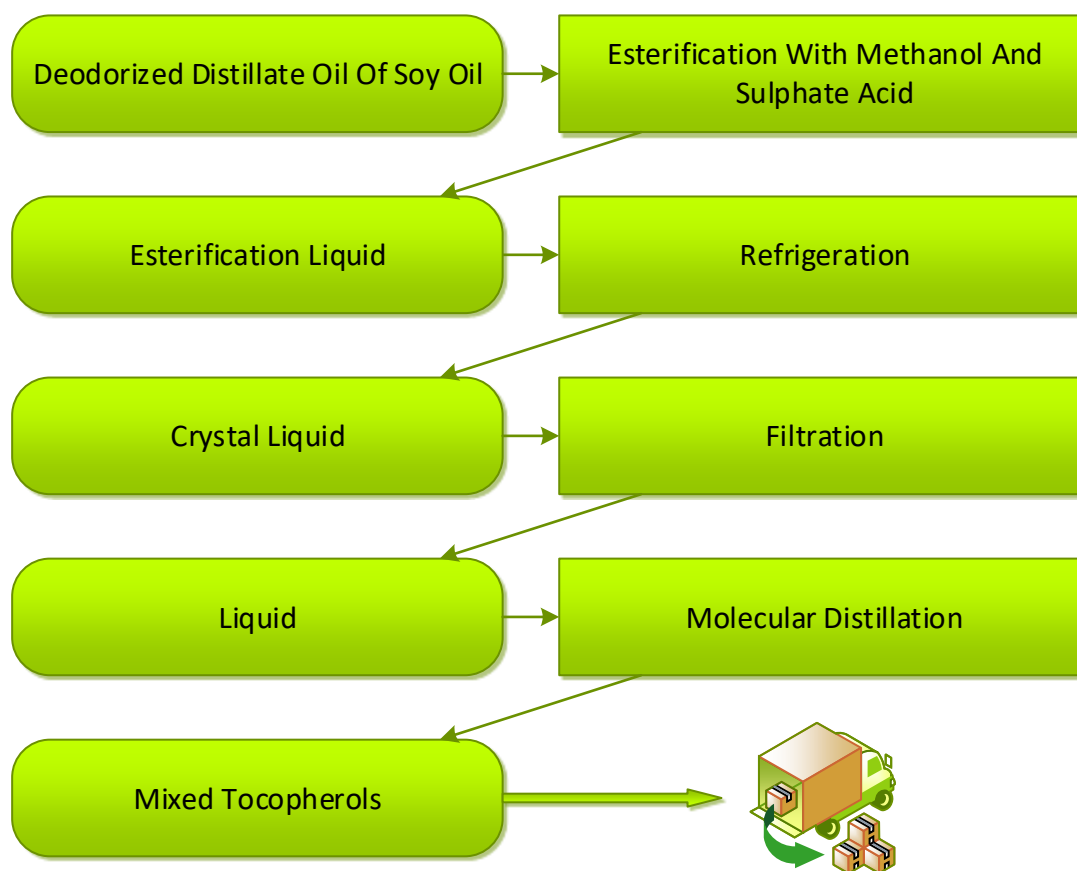 Deodorized Distillate Oil Of Soy Oil
Esterification With Methanol And
Sulphate Acid
Esterification Liquid
Refrigeration
Crystal Liquid
Filtration
Liquid
Molecular Distillation
Mixed Tocopherols